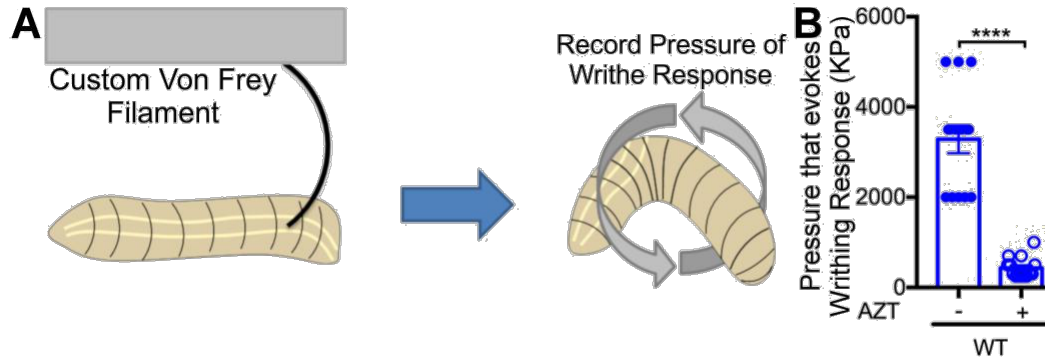 A
Custom Von Frey
Filament
Record Pressure of
Writhe Response
B
Pressure that evokes
Writhing Response (KPa)
6000
4000
2000
0
****
AZT - +
WT